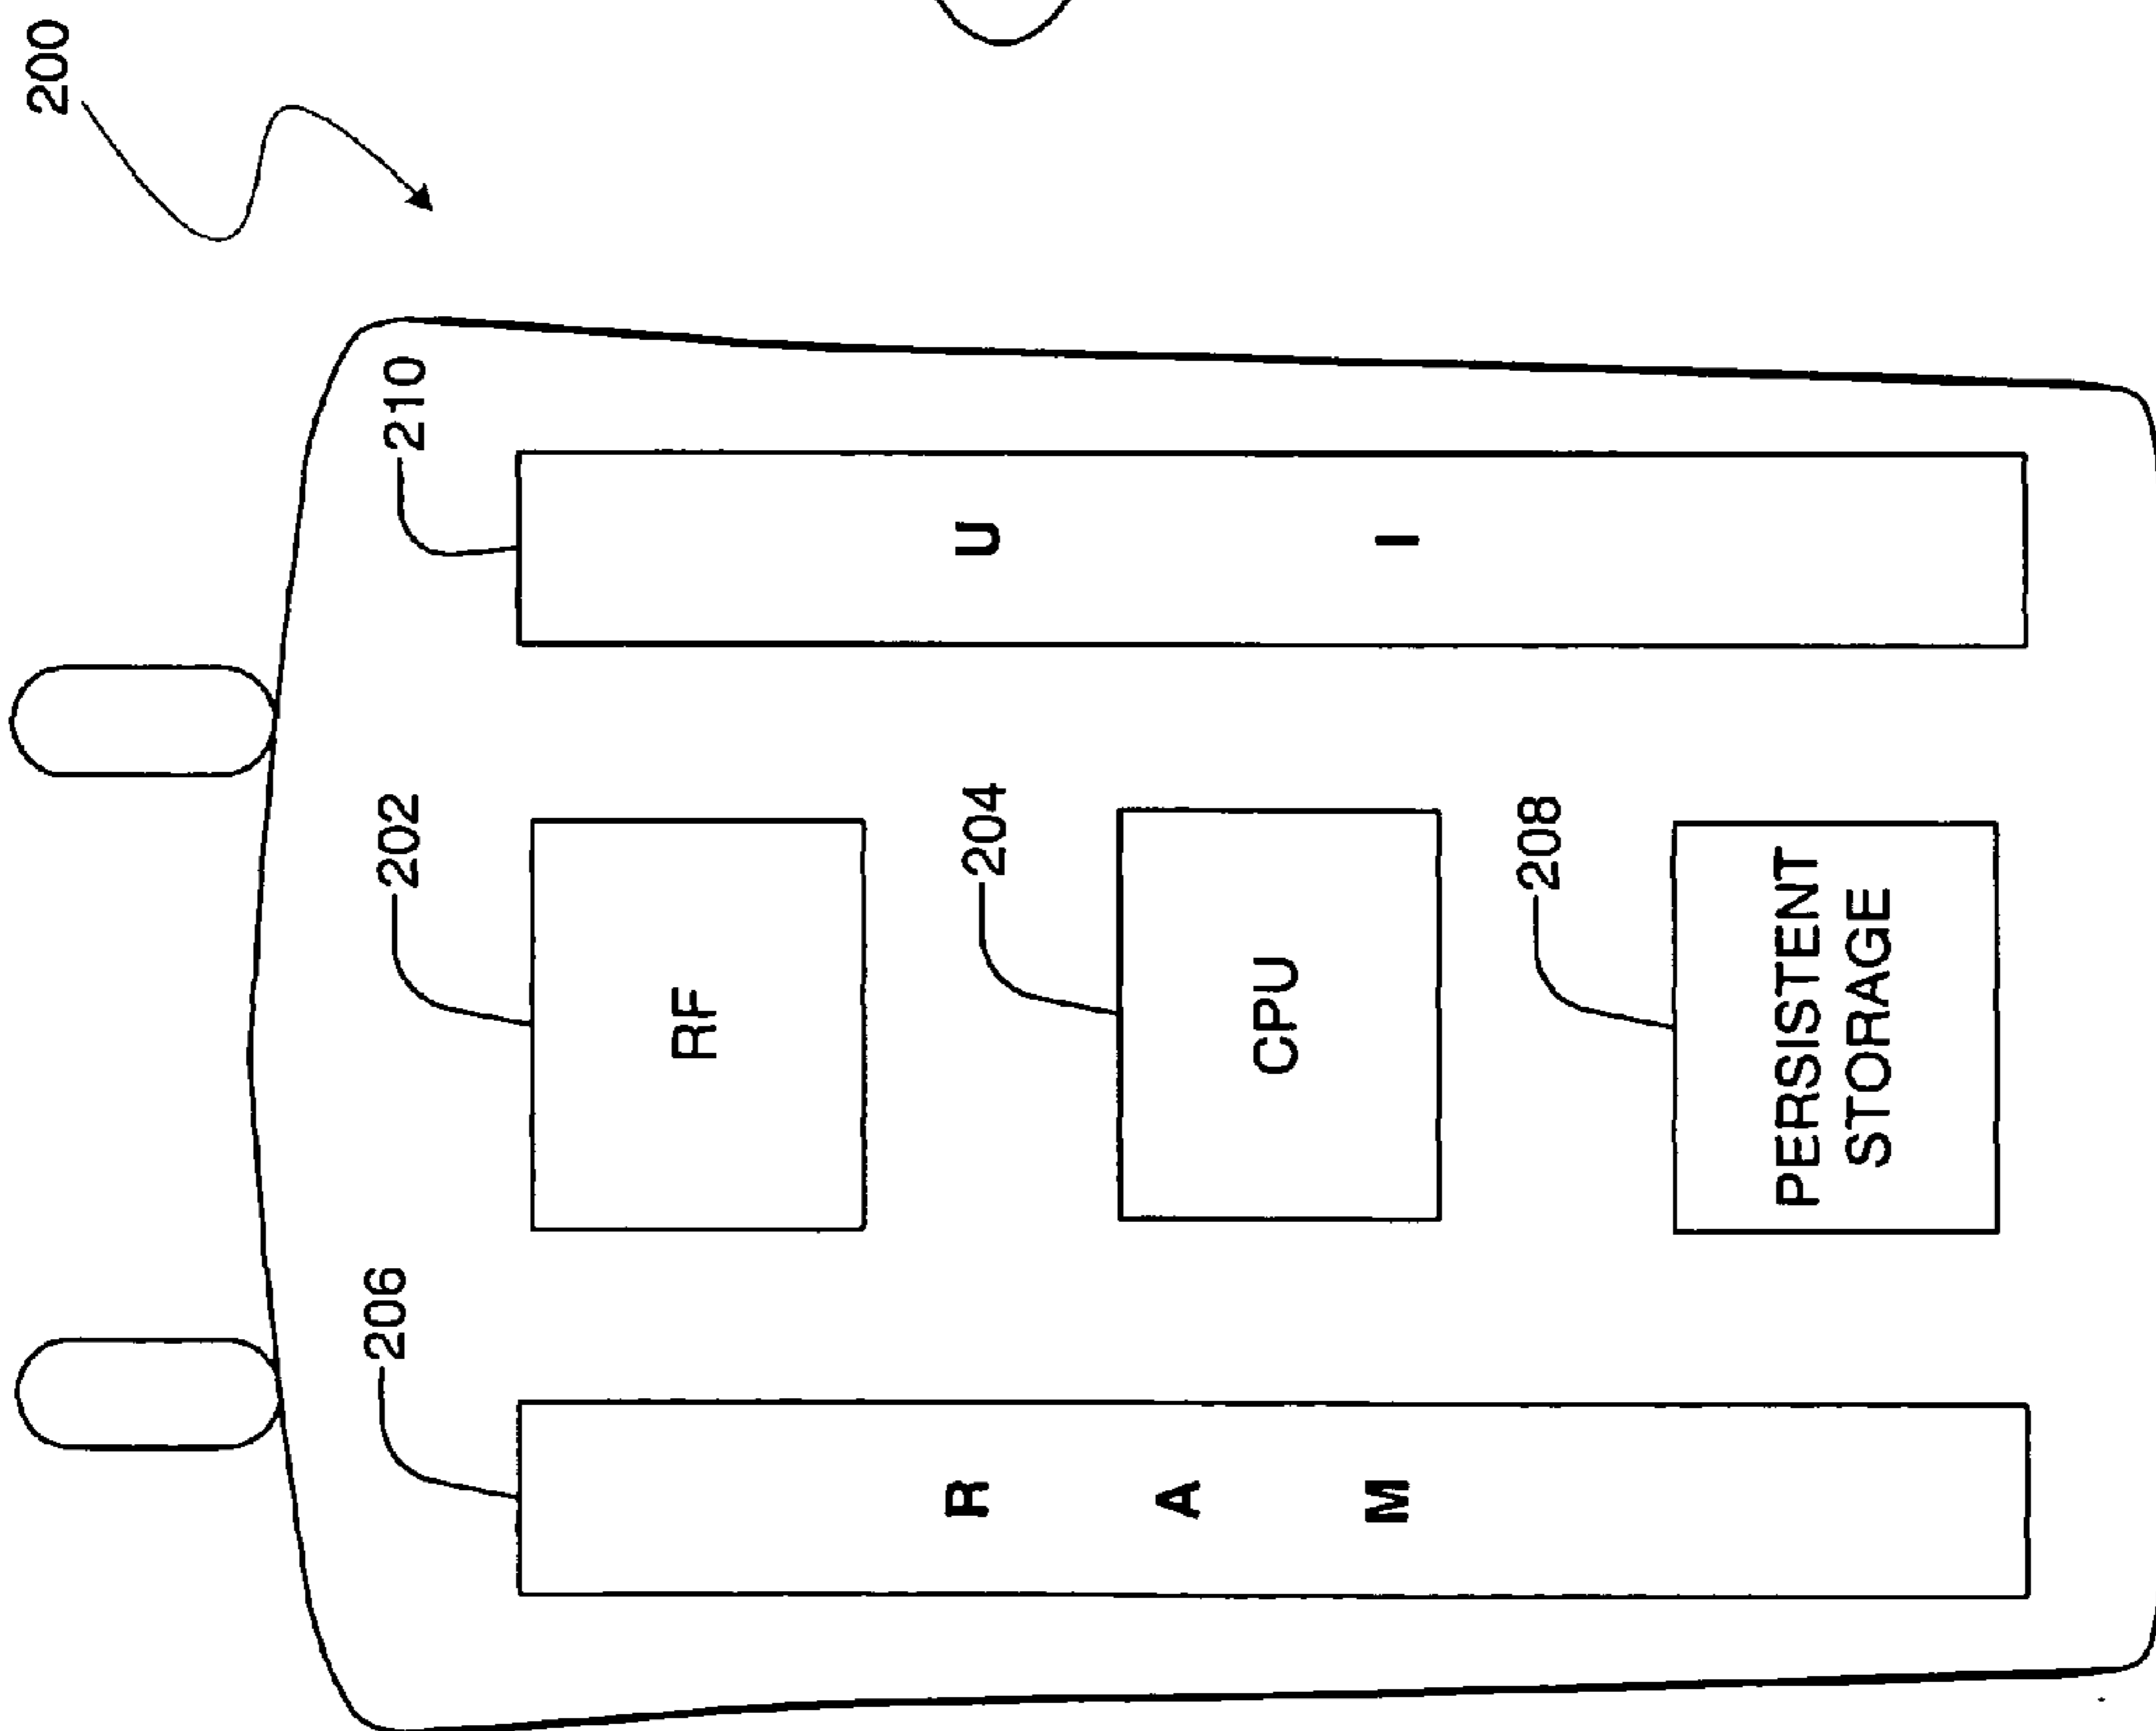 200
206
202
210
RF
R
A
M
204
CPU
U
I
208
PERSISTENT
STORAGE